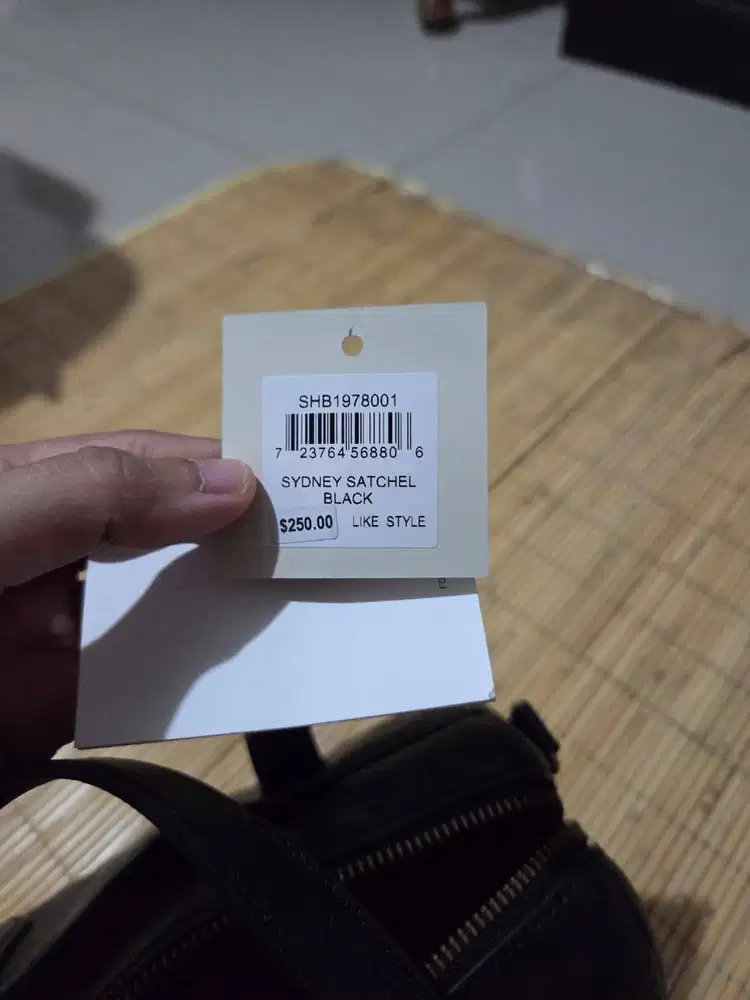 SHB1978001
7 23764 56880 6
SYDNEY SATCHEL
BLACK
$250.00 LIKE STYLE